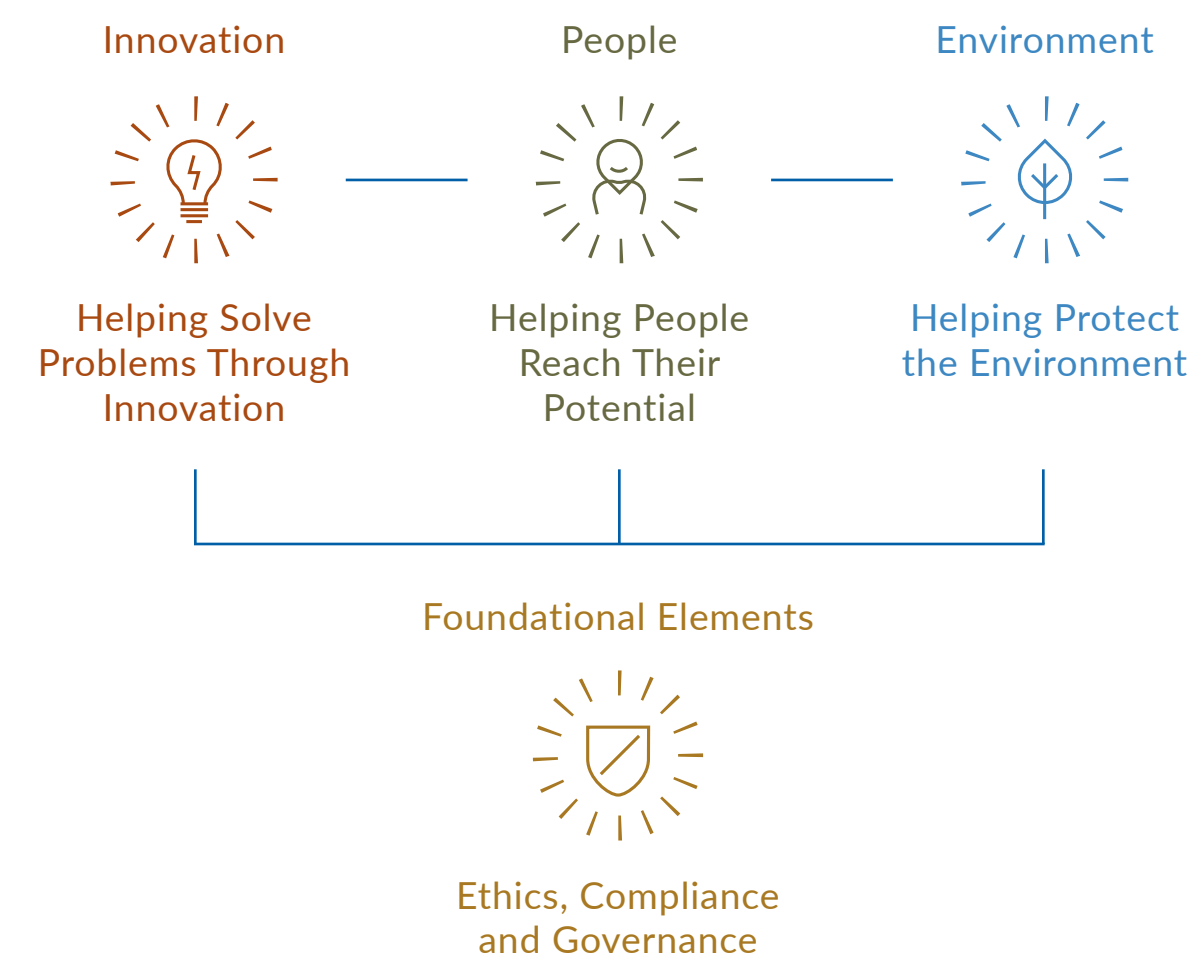 Innovation
People
Environment
Helping Solve
Problems Through
Innovation
Helping People
Reach Their
Potential
Helping Protect
the Environment
Foundational Elements
Ethics, Compliance
and Governance